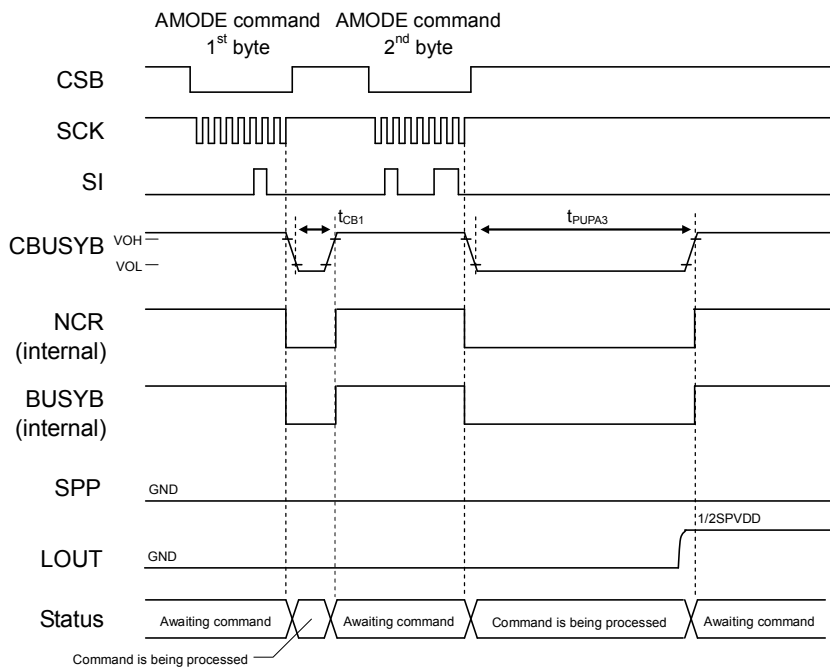 AMODE command
1st byte
AMODE command
2nd byte
CSB
SCK
SI
tCB1
tPUPA3
CBUSYB
VOH
VOL
NCR
(internal)
BUSYB
(internal)
SPP
GND
1/2SPVDD
LOUT
GND
Status
Awaiting command
Awaiting command
Command is being processed
Awaiting command
Command is being processed